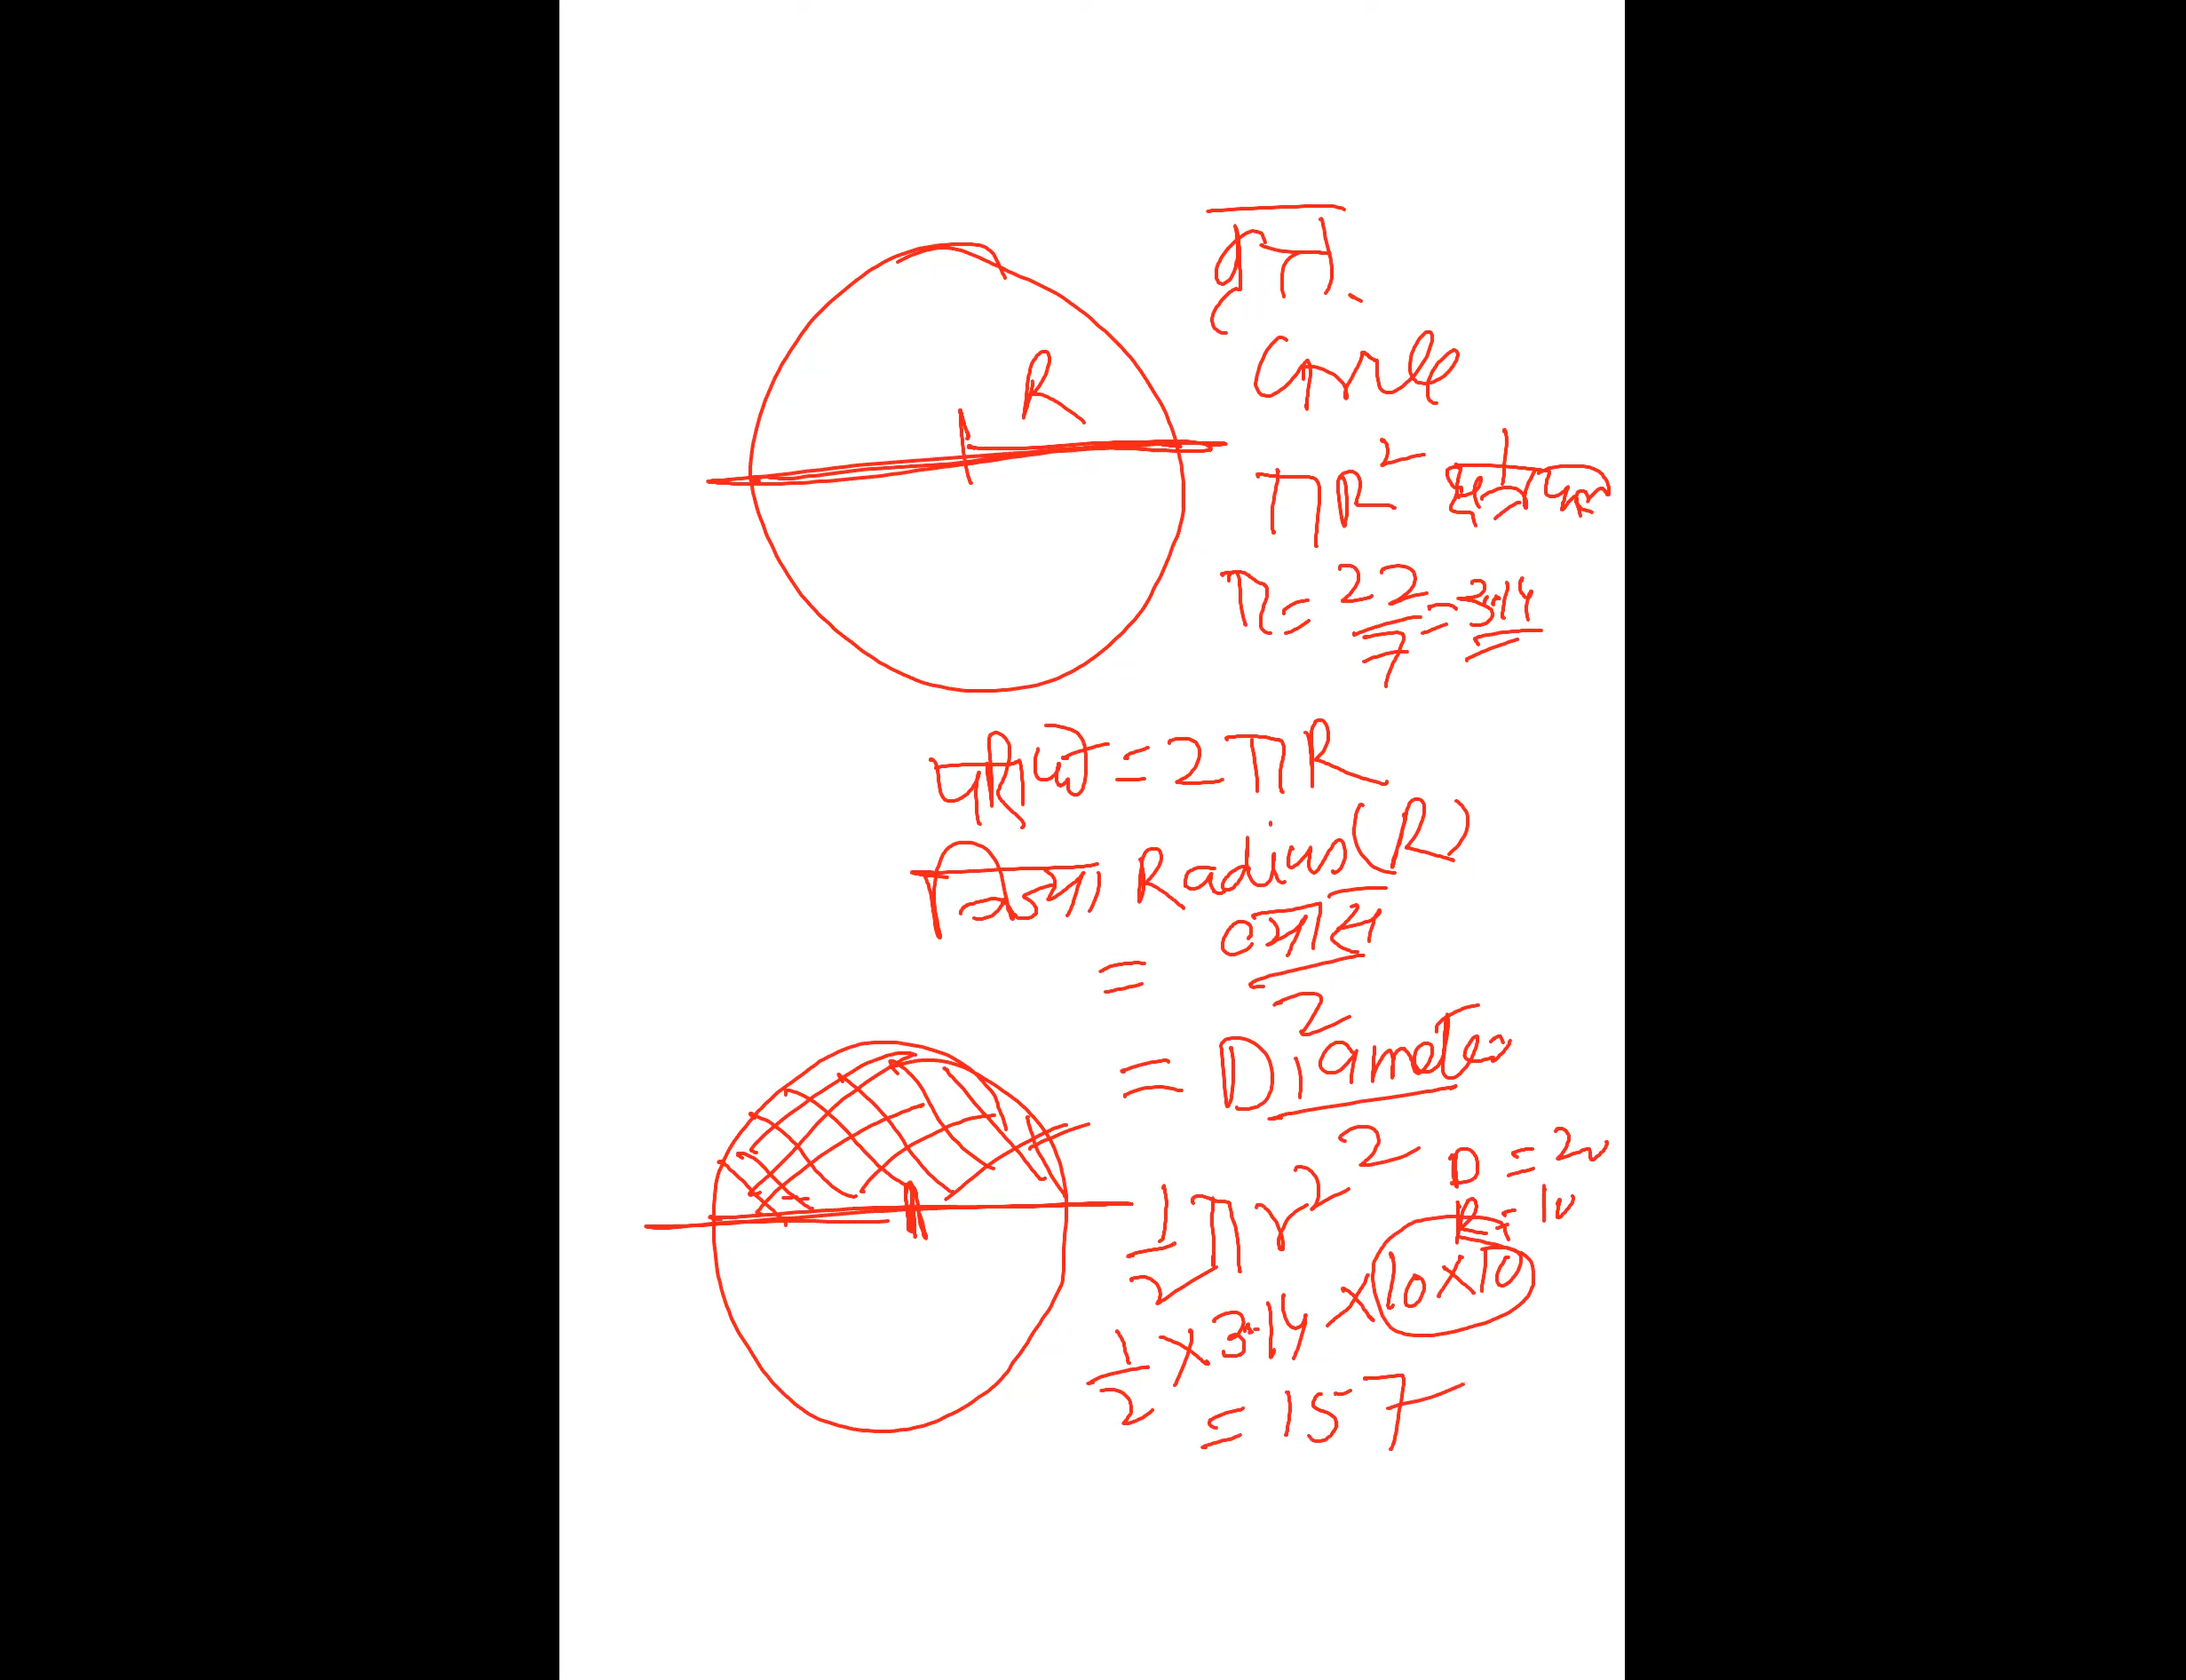 R
वृत्त
Circle
πR²
π = 22/7 = 3.14
परिधि = 2πR
त्रिज्या Radius (R)
= व्यास/2
= Diameter
2
D = 20
R = 10
1/2 πr²
1/2 × 3.14 × 10 × 10
= 157